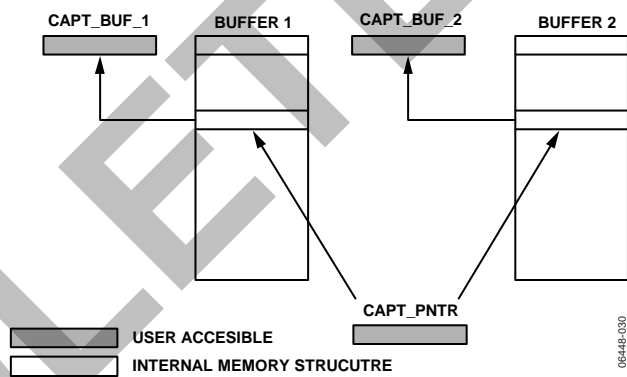 CAPT_BUF_1 BUFFER 1 CAPT_BUF_2 BUFFER 2
CAPT_PNTR
USER ACCESIBLE
INTERNAL MEMORY STRUCUTRE
06448-030